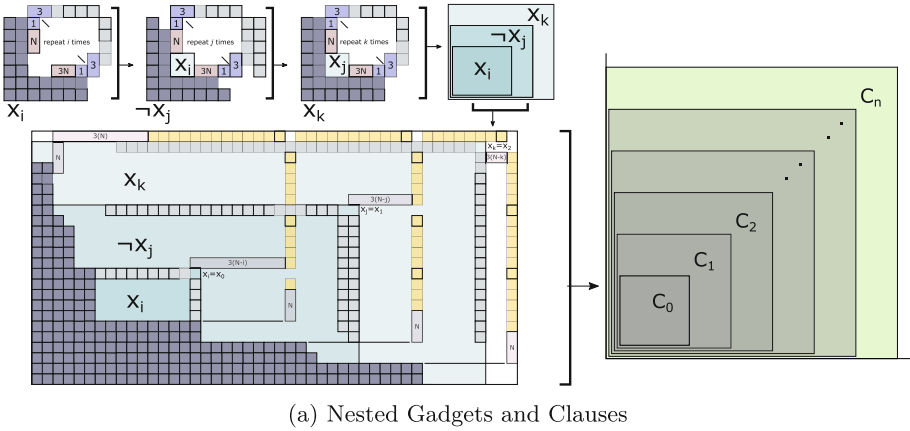 3
1
N
repeat i times
3N
1
3
x_i
3
1
N
repeat j times
x_i
3N
1
3
¬x_j
3
1
N
repeat k times
x_j
3N
1
3
x_k
x_k
¬x_j
x_i
3(N)
N
x_k=x_2
3(N-k)
x_k
3(N-j)
x_j=x_1
¬x_j
3(N-i)
x_i=x_0
x_i
N
N
N
C_n
C_2
C_1
C_0
(a) Nested Gadgets and Clauses